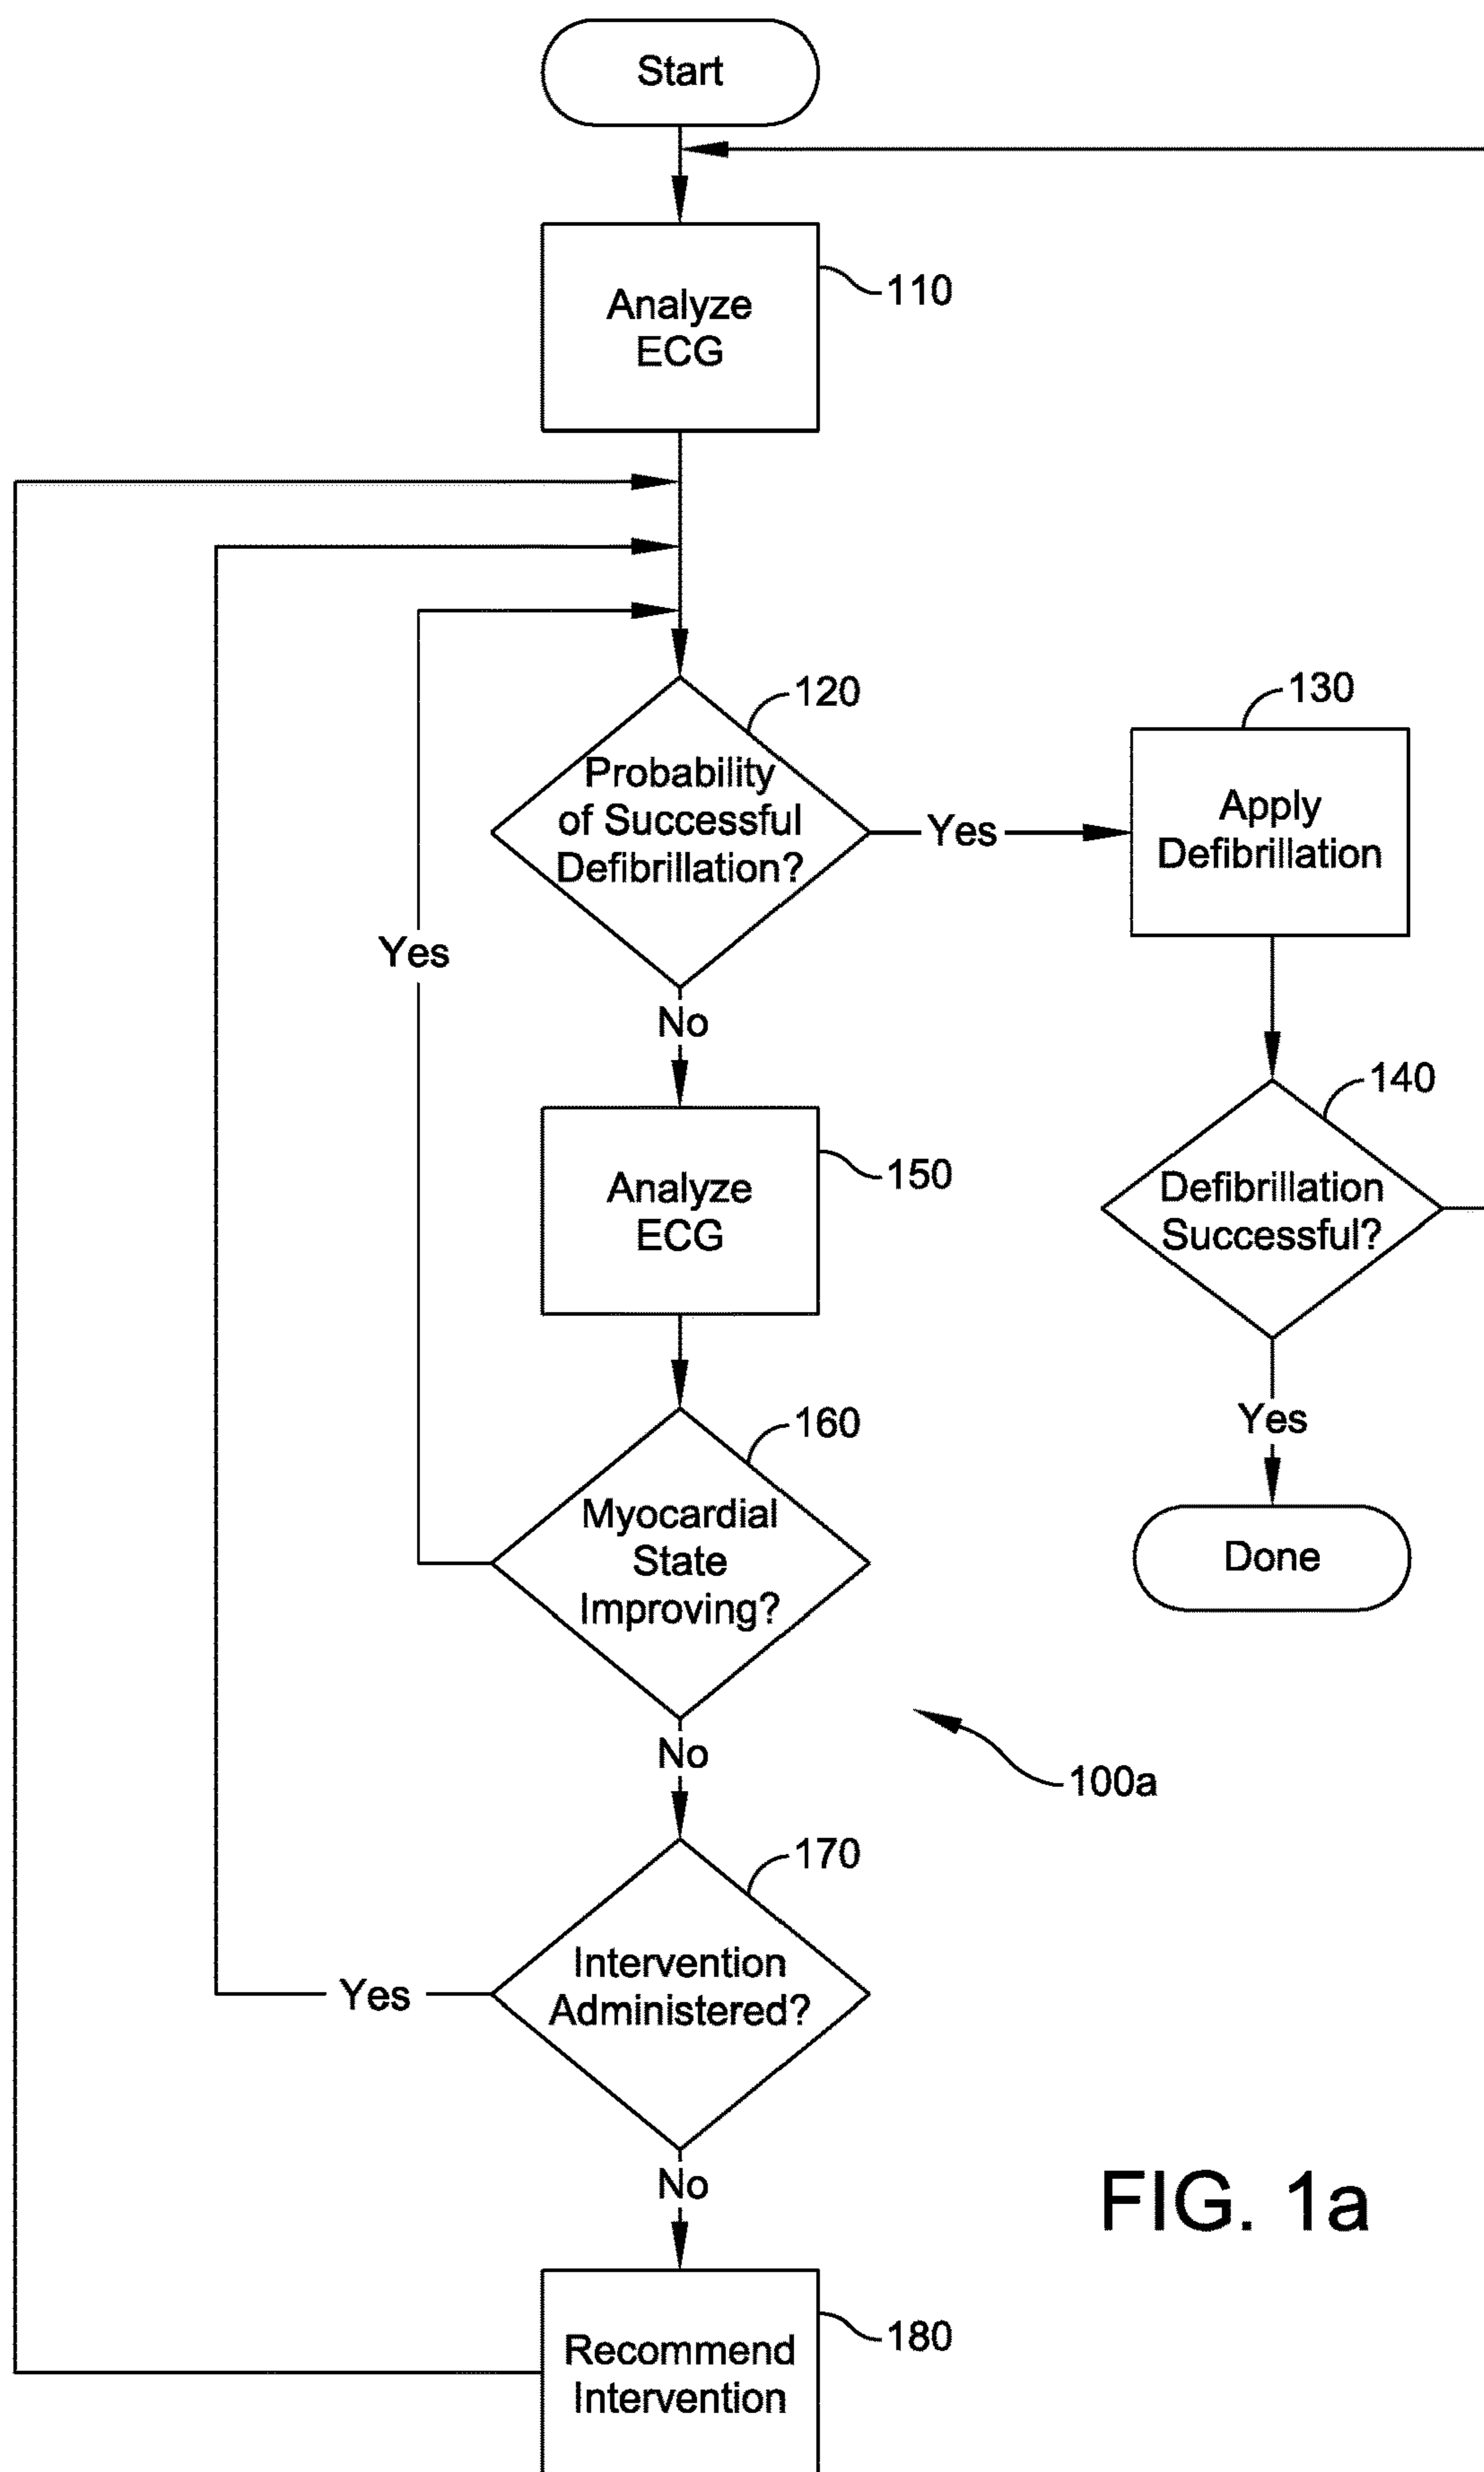 Start
Analyze
ECG
110
120
Probability
of Successful
Defibrillation?
Yes
130
Apply
Defibrillation
Yes
No
140
Defibrillation
Successful?
Analyze
ECG
150
Yes
Done
160
Myocardial
State
Improving?
No
100a
170
Intervention
Administered?
Yes
No
FIG. 1a
Recommend
Intervention
180